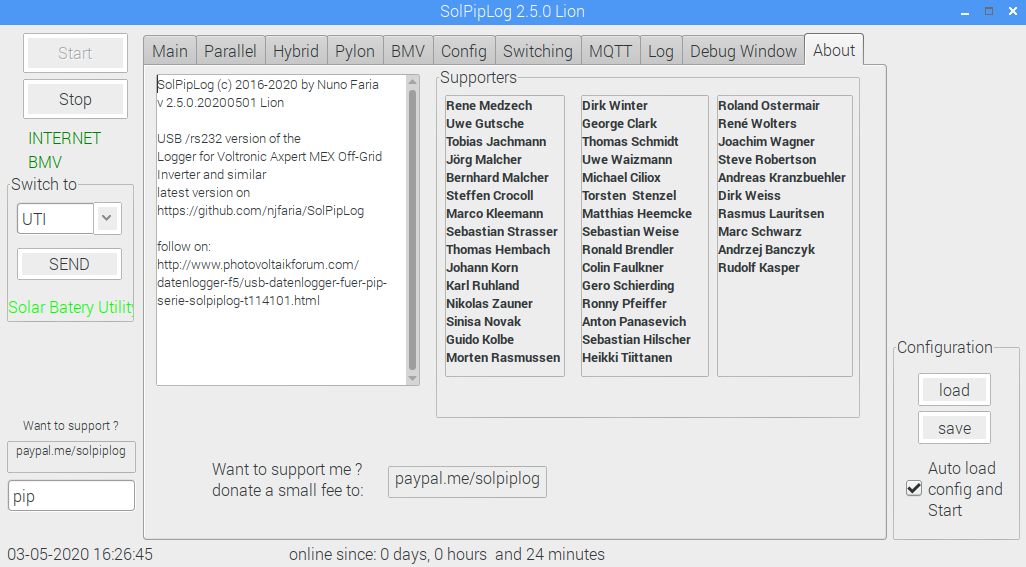 SolPipLog 2.5.0 Lion
Start
Stop
INTERNET
BMV
Switch to
UTI
SEND
Solar Batery Utility
Want to support ?
paypal.me/solpiplog
pip
Main Parallel Hybrid Pylon BMV Config Switching MQTT Log Debug Window About
SolPipLog (c) 2016-2020 by Nuno Faria
v 2.5.0.20200501 Lion
USB /rs232 version of the
Logger for Voltronic Axpert MEX Off-Grid
Inverter and similar
latest version on
https://github.com/njfaria/SolPipLog
follow on:
http://www.photovoltaikforum.com/
datenlogger-f5/usb-datenlogger-fuer-pip-
serie-solpiplog-t114101.html
Supporters
Rene Medzech
Uwe Gutsche
Tobias Jachmann
Jörg Malcher
Bernhard Malcher
Steffen Crocoll
Marco Kleemann
Sebastian Strasser
Thomas Hembach
Johann Korn
Karl Ruhland
Nikolas Zauner
Sinisa Novak
Guido Kolbe
Morten Rasmussen
Dirk Winter
George Clark
Thomas Schmidt
Uwe Waizmann
Michael Ciliox
Torsten  Stenzel
Matthias Heemcke
Sebastian Weise
Ronald Brendler
Colin Faulkner
Gero Schierding
Ronny Pfeiffer
Anton Panasevich
Sebastian Hilscher
Heikki Tiittanen
Roland Ostermair
René Wolters
Joachim Wagner
Steve Robertson
Andreas Kranzbuehler
Dirk Weiss
Rasmus Lauritsen
Marc Schwarz
Andrzej Banczyk
Rudolf Kasper
Want to support me ?
donate a small fee to:
paypal.me/solpiplog
Configuration
load
save
Auto load
config and
Start
03-05-2020 16:26:45
online since: 0 days, 0 hours  and 24 minutes